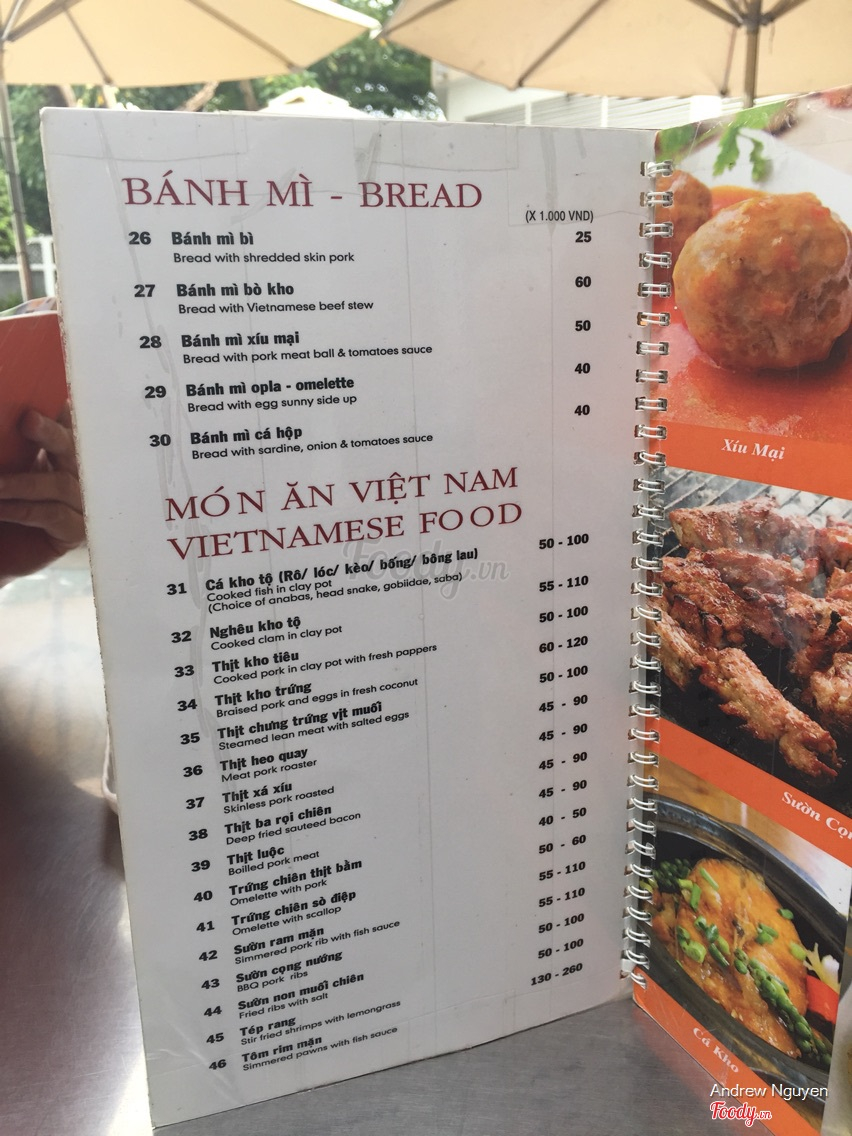 BÁNH MÌ - BREAD
(X 1.000 VND)
26 Bánh mì bì 25
Bread with shredded skin pork
27 Bánh mì bò kho 60
Bread with Vietnamese beef stew
28 Bánh mì xíu mại 50
Bread with pork meat ball & tomatoes sauce
29 Bánh mì opla - omelette 40
Bread with egg sunny side up
30 Bánh mì cá hộp 40
Bread with sardine, onion & tomatoes sauce
MÓN ĂN VIỆT NAM
VIETNAMESE FOOD
31 Cá kho tộ (Rô/ lóc/ kèo/ bống/ bông lau) 50 - 100
Cooked fish in clay pot
(Choice of anabas, head snake, gobiidae, saba)
32 Nghêu kho tộ 55 - 110
Cooked clam in clay pot
33 Thịt kho tiêu 50 - 100
Cooked pork in clay pot with fresh pappers
34 Thịt kho trứng 60 - 120
Braised pork and eggs in fresh coconut
35 Thịt chưng trứng vịt muối 50 - 100
Steamed lean meat with salted eggs
36 Thịt heo quay 45 - 90
Meat pork roaster
37 Thịt xá xíu 45 - 90
Skinless pork roasted
38 Thịt ba rọi chiên 45 - 90
Deep fried sauteed bacon
39 Thịt luộc 45 - 90
Boilled pork meat
40 Trứng chiên thịt bằm 40 - 50
Omelette with pork
41 Trứng chiên sò điệp 50 - 60
Omelette with scallop
42 Sườn ram mặn 55 - 110
Simmered pork rib with fish sauce
43 Sườn cọng nướng 55 - 110
BBQ pork ribs
44 Sườn non muối chiên 50 - 100
Fried ribs with salt
45 Tép rang 50 - 100
Stir fried shrimps with lemongrass
46 Tôm rim mặn 130 - 260
Simmered pawns with fish sauce
Xíu Mại
Sườn Cọn
Cá Kho
Foody.vn
Andrew Nguyen
Foody.vn